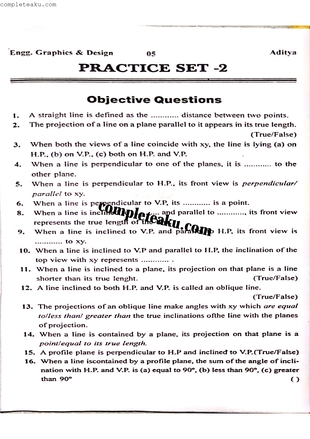 completeaku.com
Engg. Graphics & Design 05 Aditya
PRACTICE SET -2
Objective Questions
1. A straight line is defined as the ............ distance between two points.
2. The projection of a line on a plane parallel to it appears in its true length.
(True/False)
3. When both the views of a line coincide with xy, the line is lying (a) on
H.P., (b) on V.P., (c) both on H.P. and V.P.
4. When a line is perpendicular to one of the planes, it is ............ to the
other plane.
5. When a line is perpendicular to H.P., its front view is perpendicular/
parallel to xy.
6. When a line is perpendicular to V.P, its ............ is a point.
8. When a line is inclined and parallel to ............, its front view
represents the true length of the
9. When a line is inclined to V.P. and parallel to H.P, its front view is
............ to xy.
completeaku.com
10. When a line is inclined to V.P and parallel to H.P, the inclination of the
top view with xy represents ............ .
11. When a line is inclined to a plane, its projection on that plane is a line
shorter than its true lenght. (True/False)
12. A line inclined to both H.P and V.P. is called an oblique line.
(True/False)
13. The projections of an oblique line make angles with xy which are equal
to/less than/ greater than the true inclinations ofthe line with the planes
of projection.
14. When a line is contained by a plane, its projection on that plane is a
point/equal to its true length.
15. A profile plane is perpendicular to H.P and inclined to V.P.(True/False)
16. When a line iscontained by a profile plane, the sum of the angle of incli-
nation with H.P. and V.P. is (a) equal to 90°, (b) less than 90°, (c) greater
than 90° ( )